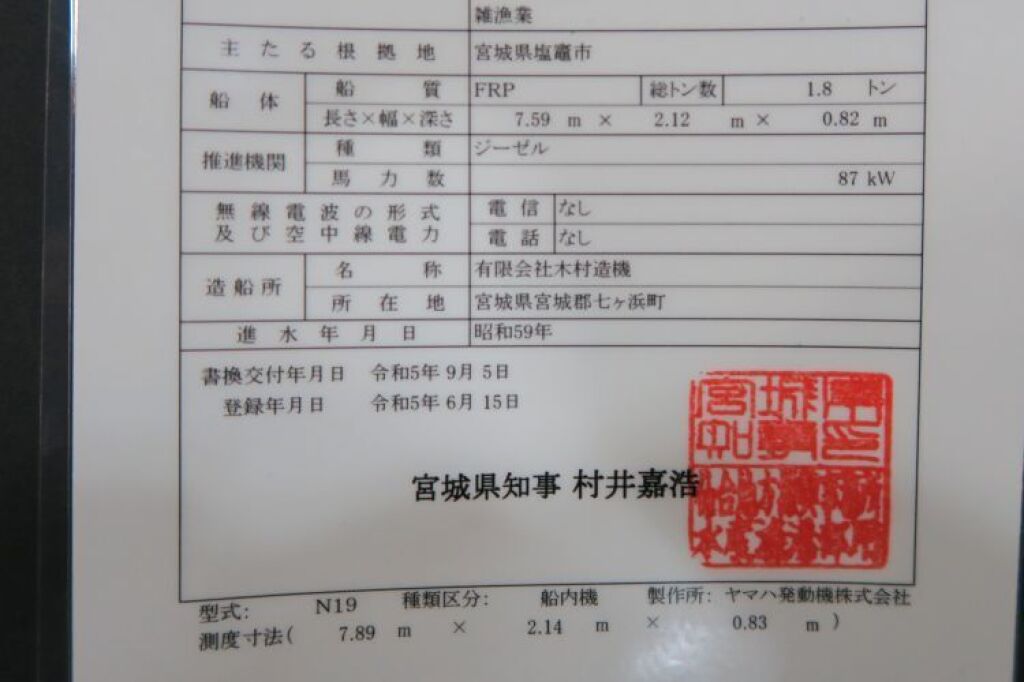 雑漁業
主たる根拠地 宮城県塩竈市
船体 船質 FRP 総トン数 1.8 トン
長さ×幅×深さ 7.59 m × 2.12 m × 0.82 m
推進機関 種類 ジーゼル
馬力数 87 kW
無線電波の形式及び空中線電力 電信 なし
電話 なし
造船所 名称 有限会社木村造機
所在地 宮城県宮城郡七ヶ浜町
進水年月日 昭和59年
書換交付年月日 令和5年 9月 5日
登録年月日 令和5年 6月 15日
宮城県知事 村井嘉浩
型式: N19 種類区分: 船内機 製作所: ヤマハ発動機株式会社
測度寸法( 7.89 m × 2.14 m × 0.83 m )